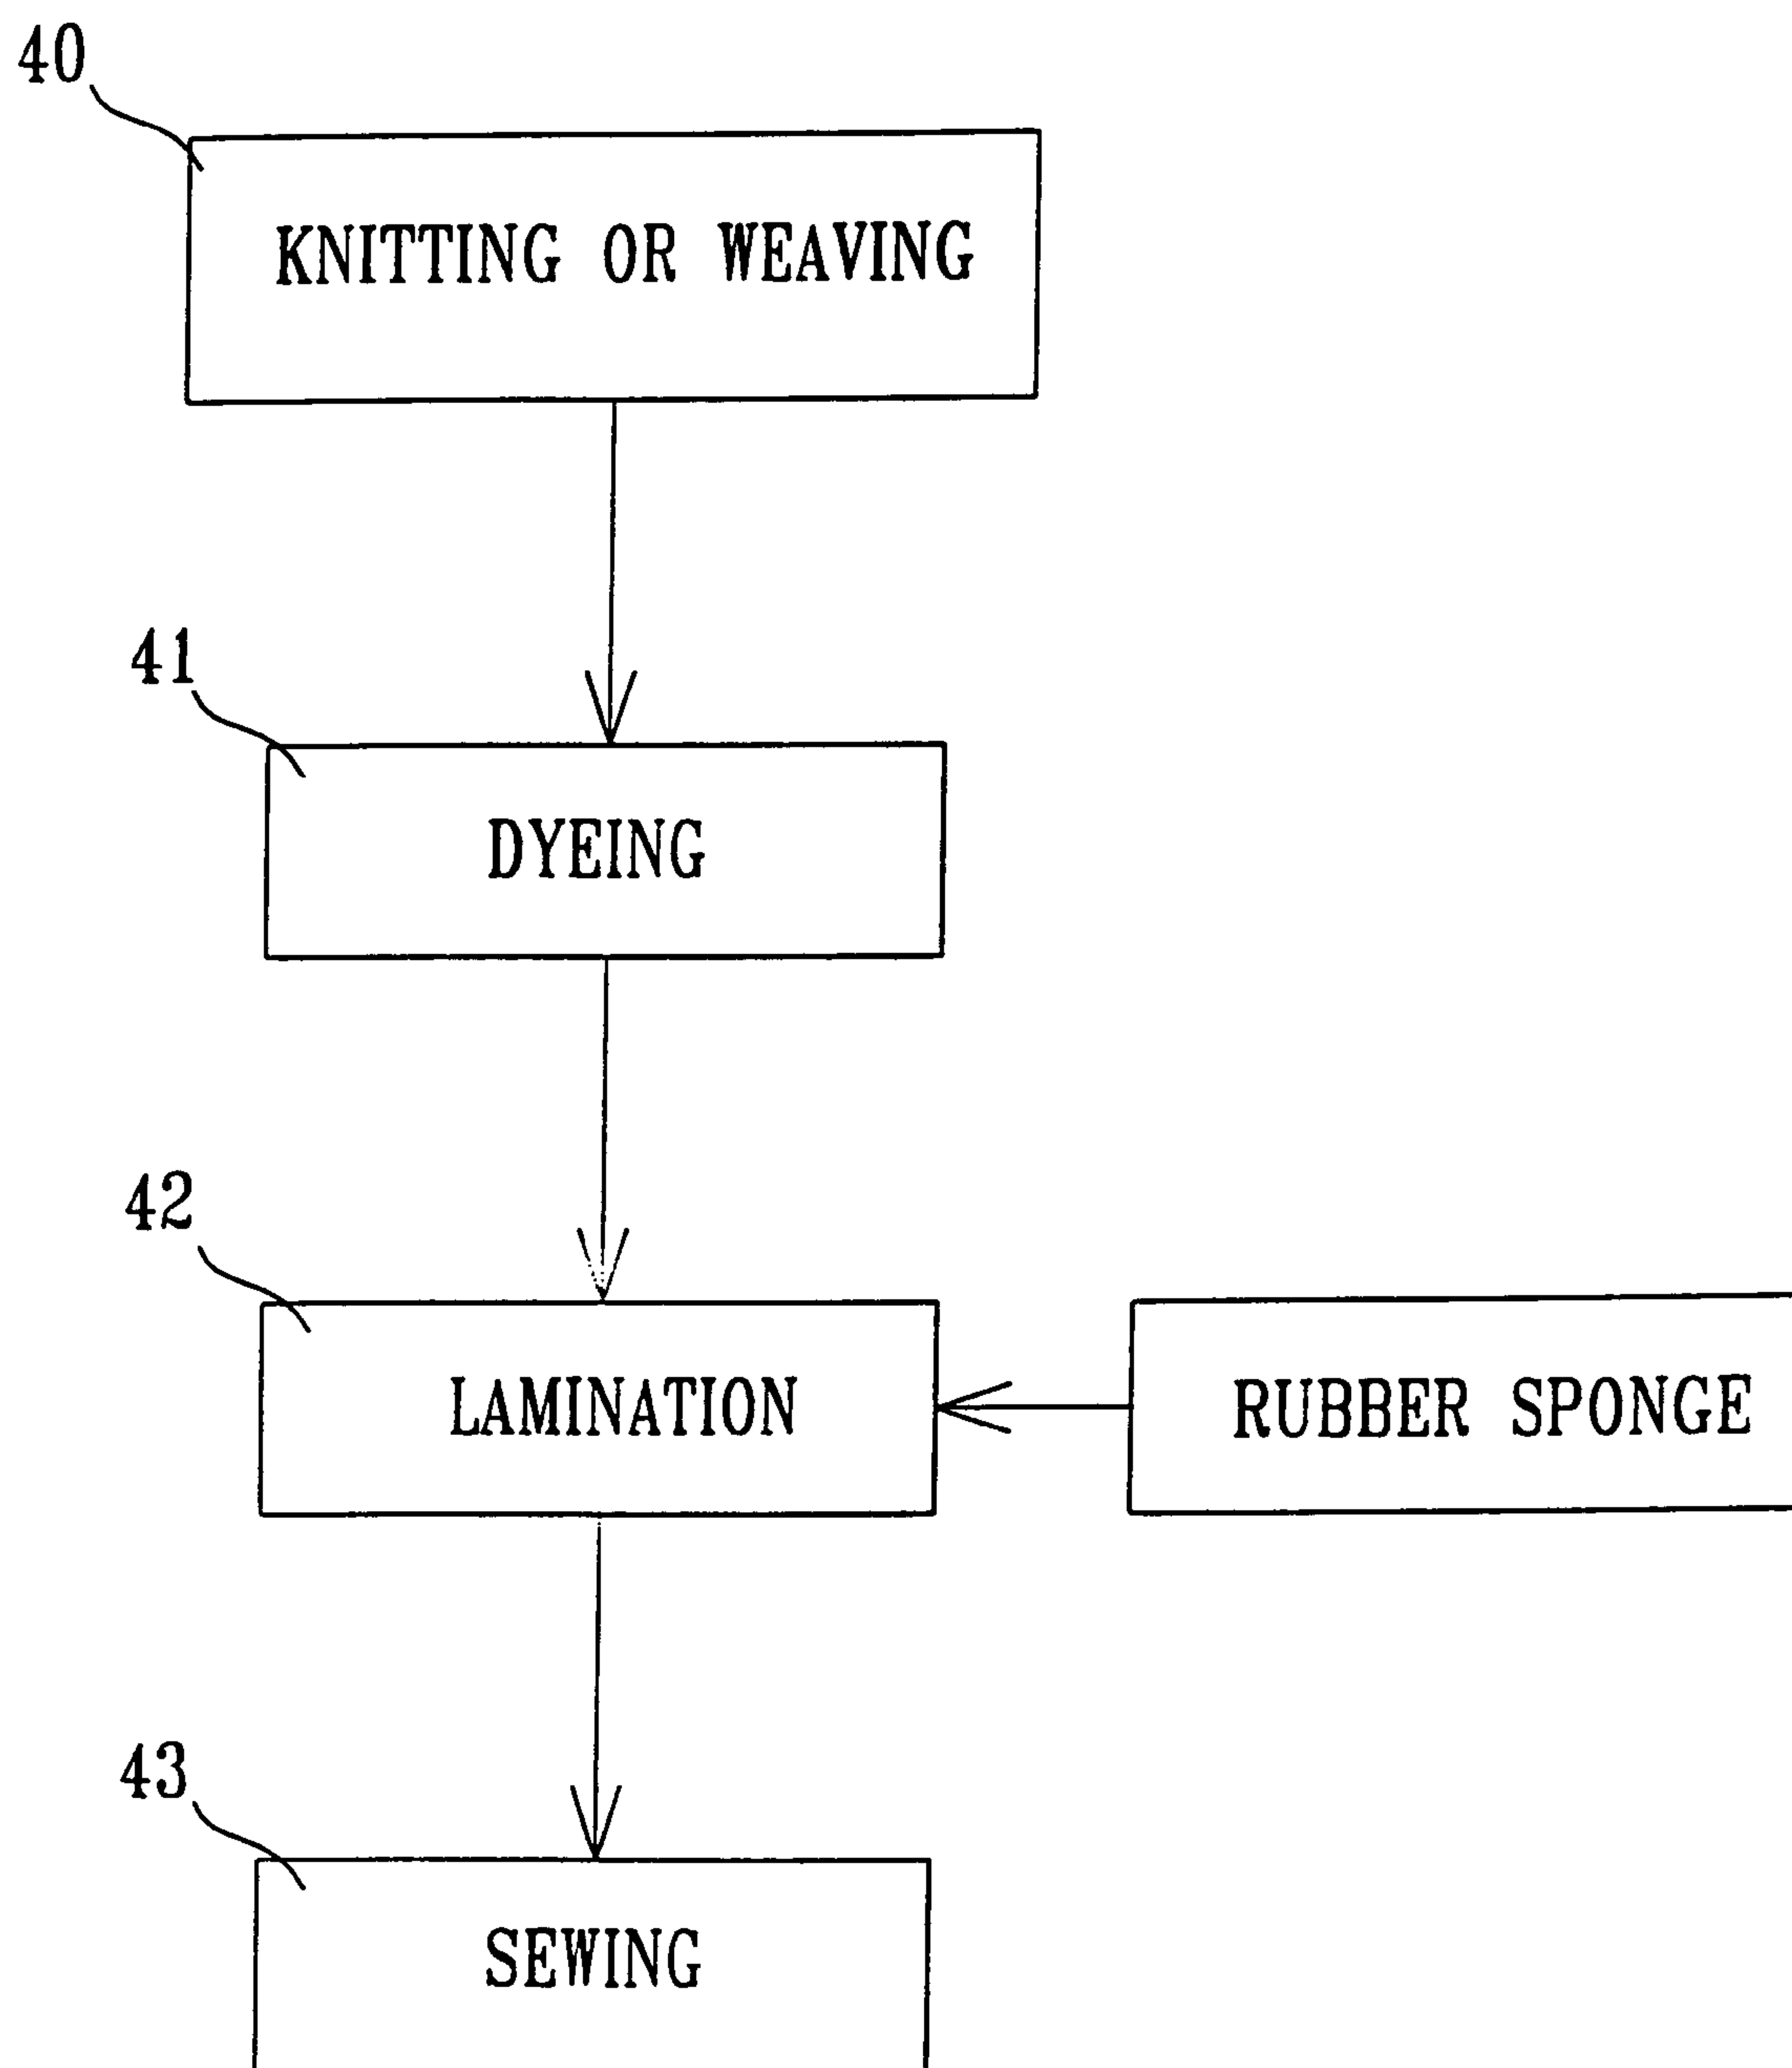 40
KNITTING OR WEAVING
41
DYEING
42
LAMINATION
RUBBER SPONGE
43
SEWING